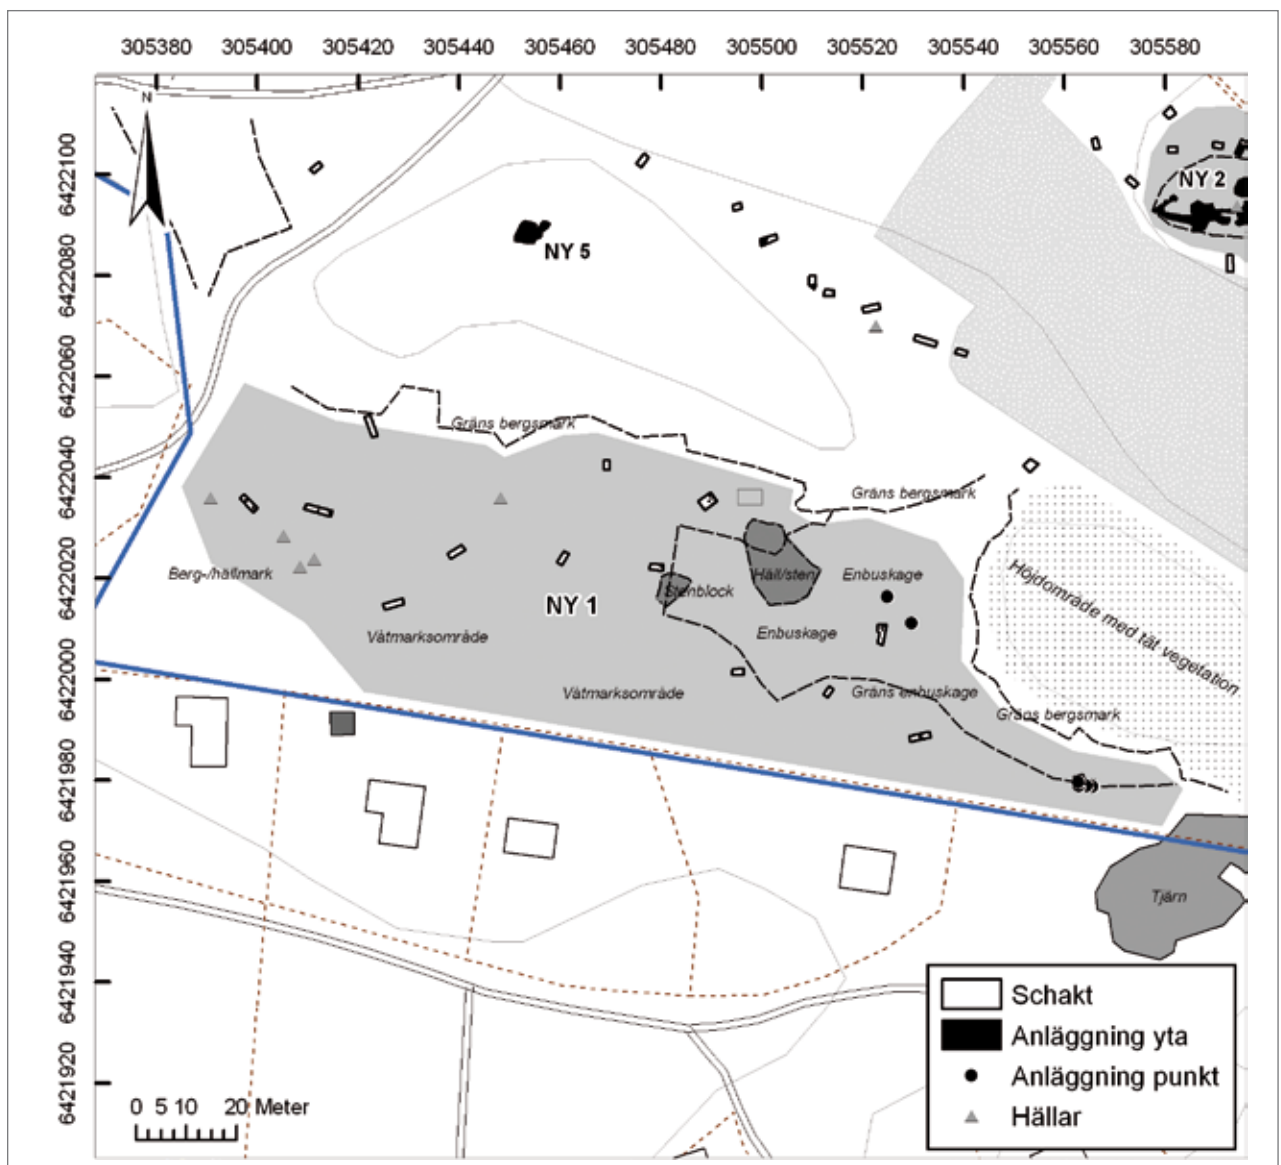 305380 305400 305420 305440 305460 305480 305500 305520 305540 305560 305580
N
6422100
6422080
6422060
6422040
6422020
6422000
6421980
6421960
6421940
6421920
NY 2
NY 5
Gräns bergsmark
Gräns bergsmark
Berg-/hällmark
Häll/sten
Enbuskage
Stenblock
NY 1
Höjdområde med tät vegetation
Våtmarksområde
Enbuskage
Våtmarksområde
Gräns enbuskage
Gräns bergsmark
Tjärn
Schakt
Anläggning yta
Anläggning punkt
Hällar
0 5 10 20 Meter